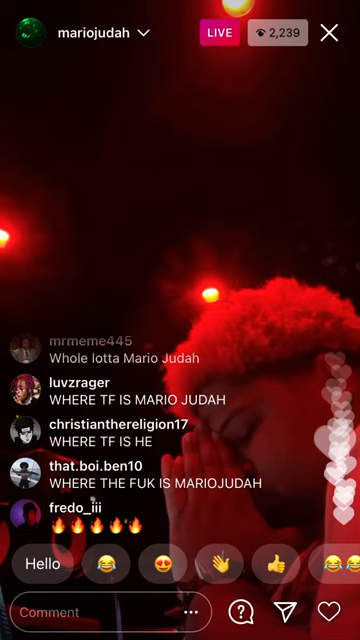 mariojudah
LIVE
2,239
mrmeme445
Whole lotta Mario Judah
luvzrager
WHERE TF IS MARIO JUDAH
christianthereligion17
WHERE TF IS HE
that.boi.ben10
WHERE THE FUK IS MARIOJUDAH
fredo_iii
🔥🔥🔥🔥🔥
Hello 😂 😍 👋 👍 😂😂
Comment